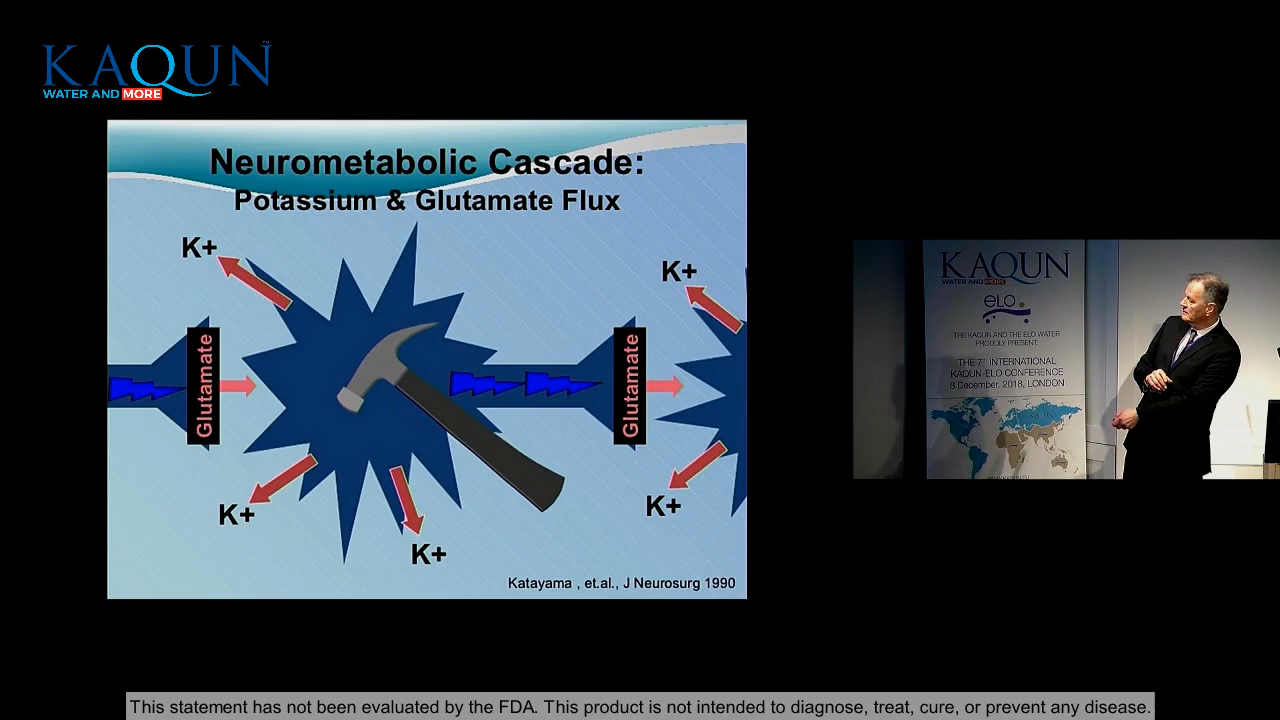 KAQUN™
WATER AND MORE
Neurometabolic Cascade:
Potassium & Glutamate Flux
K+
K+
Glutamate
Glutamate
K+
K+
K+
Katayama , et.al., J Neurosurg 1990
KAQUN
WATER AND MORE
eLO
THE KAQUN AND THE ELO WATER
PROUDLY PRESENT:
THE 7th INTERNATIONAL
KAQUN-ELO CONFERENCE
8 December, 2018, LONDON
This statement has not been evaluated by the FDA. This product is not intended to diagnose, treat, cure, or prevent any disease.